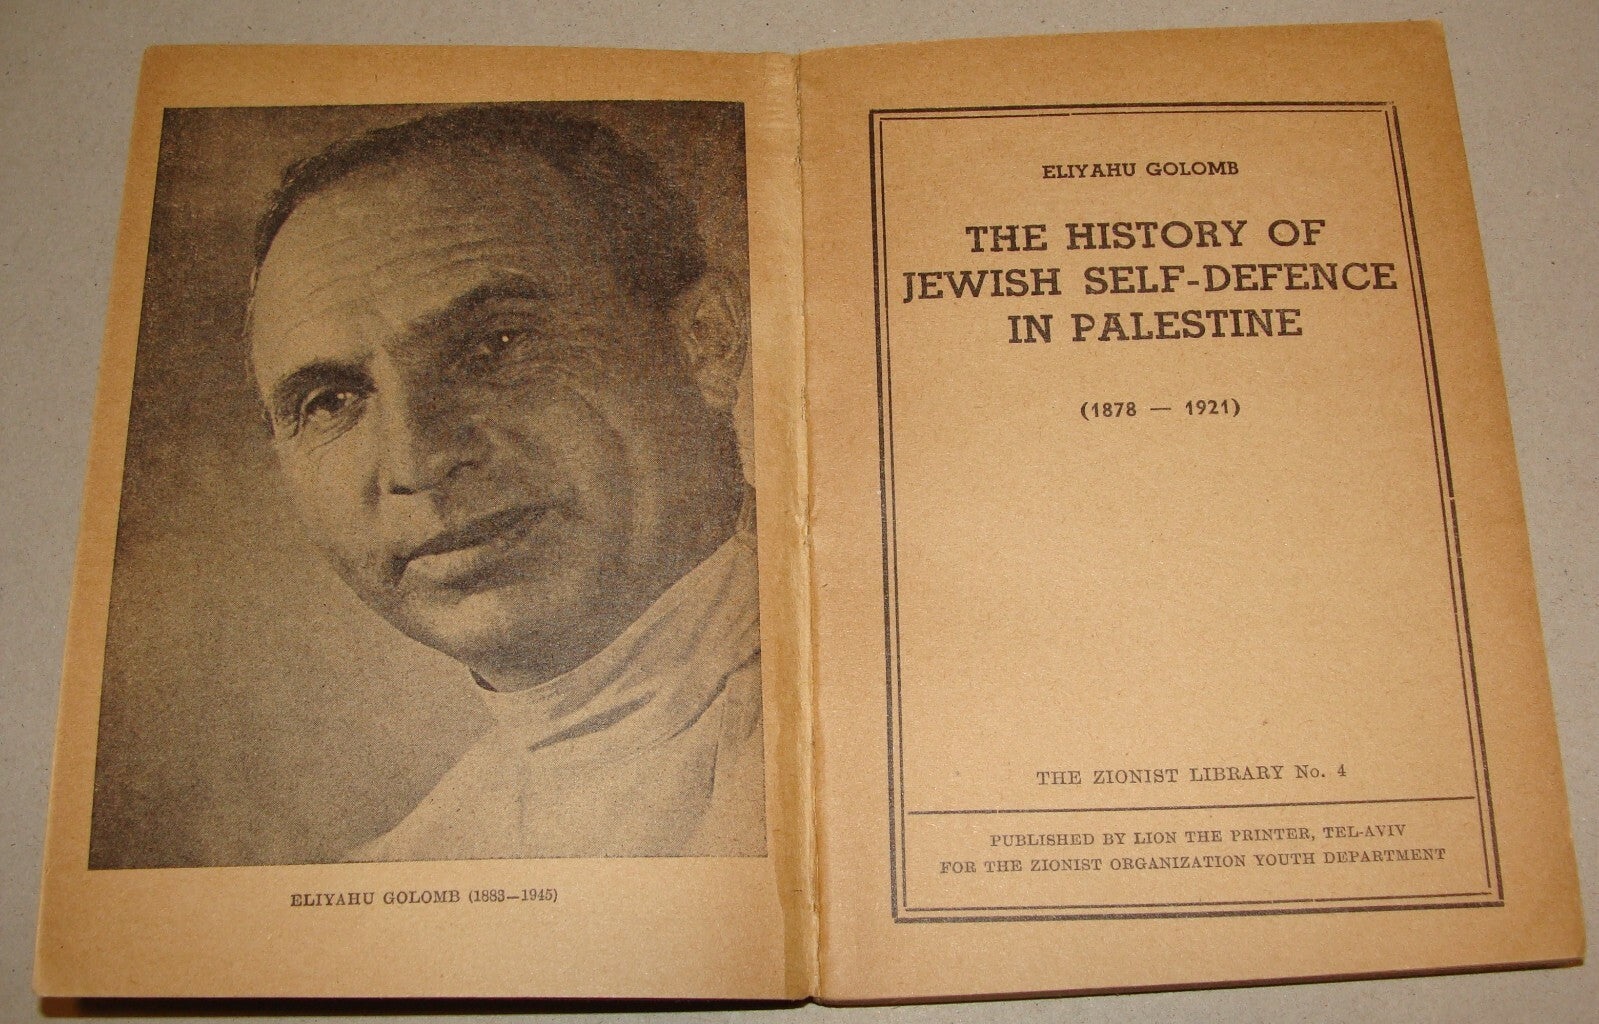 ELIYAHU GOLOMB (1883—1945)
ELIYAHU GOLOMB
THE HISTORY OF
JEWISH SELF-DEFENCE
IN PALESTINE
(1878 — 1921)
THE ZIONIST LIBRARY No. 4
PUBLISHED BY LION THE PRINTER, TEL-AVIV
FOR THE ZIONIST ORGANIZATION YOUTH DEPARTMENT